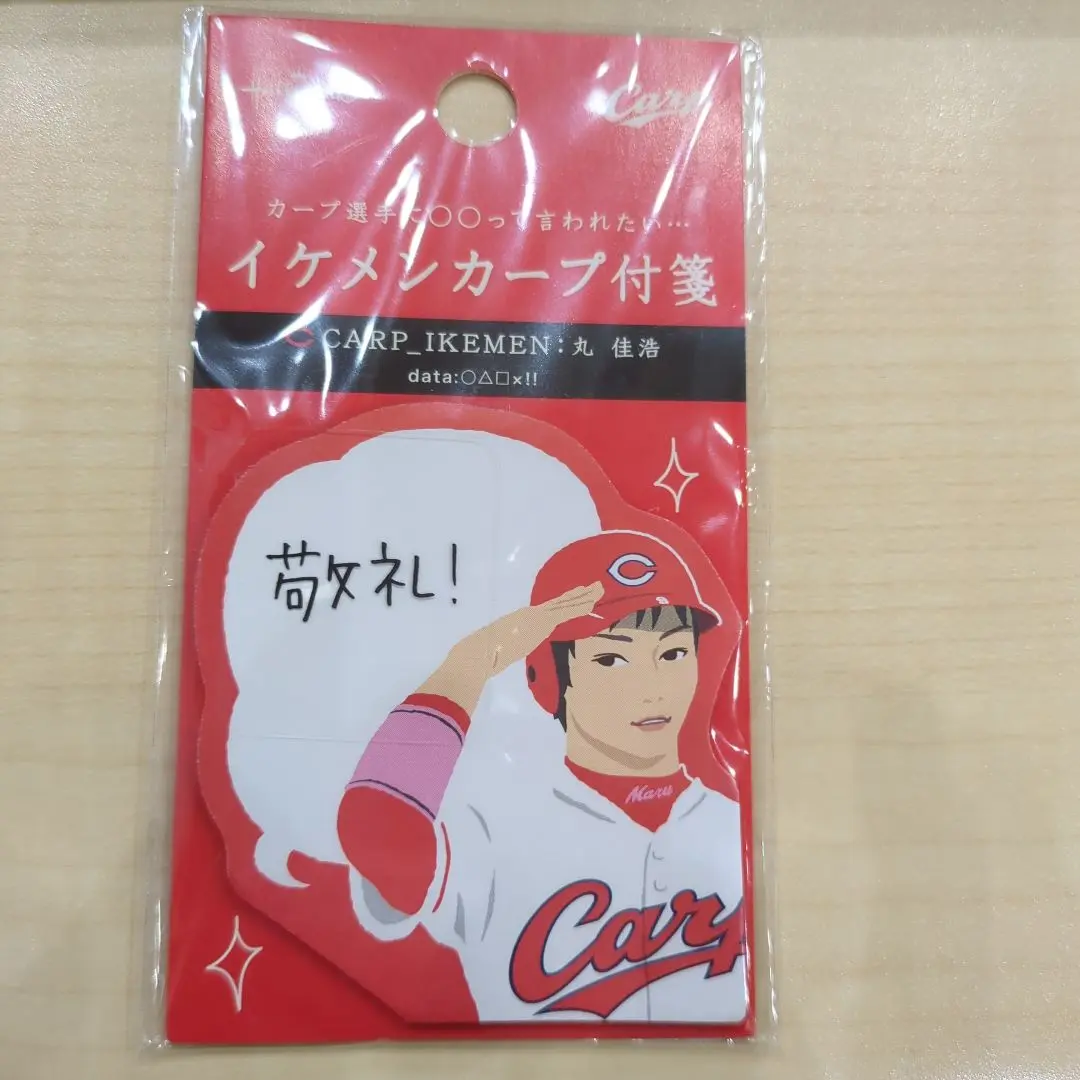 Carp
カープ選手に〇〇って言われたい…
イケメンカープ付箋
C CARP_IKEMEN:丸 佳浩
data:○△□×!!
敬礼!
C
Maru
Carp